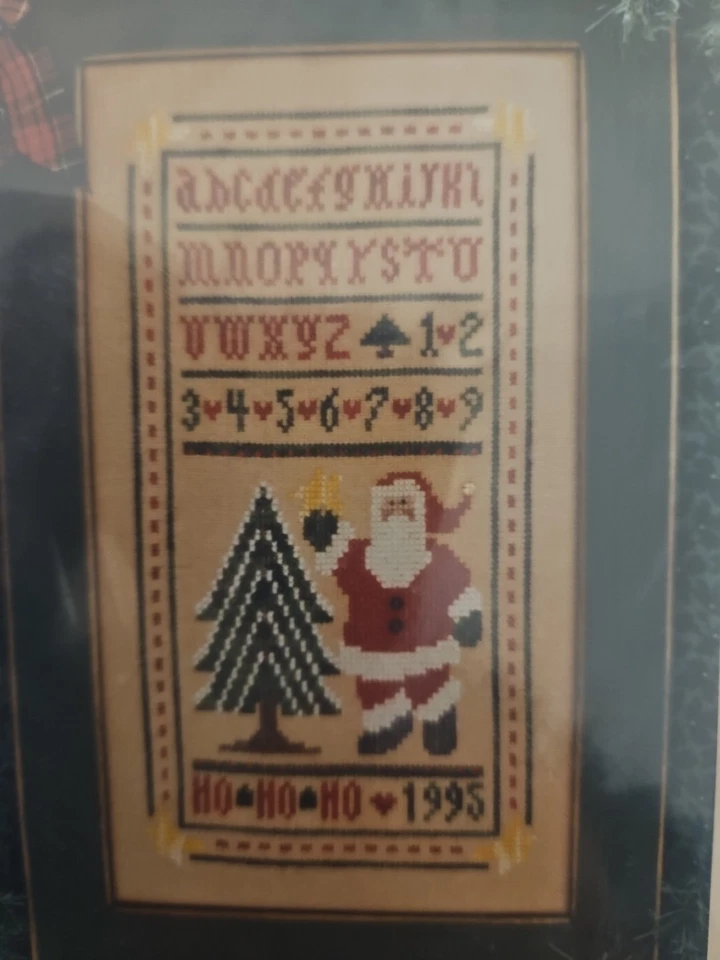 abcdefghijkl
mnopqrstu
vwxyz 1 2
3 4 5 6 7 8 9
HO HO HO 1995